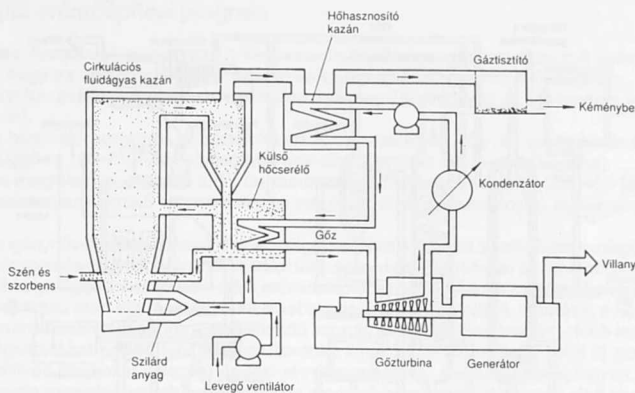 Hőhasznosító
kazán
Gáztisztító
Cirkulációs
fluidágyas kazán
Kéménybe
Külső
hőcserélő
Kondenzátor
Gőz
Szén és
szorbens
Villany
Szilárd
anyag
Gőzturbina
Generátor
Levegő ventilátor